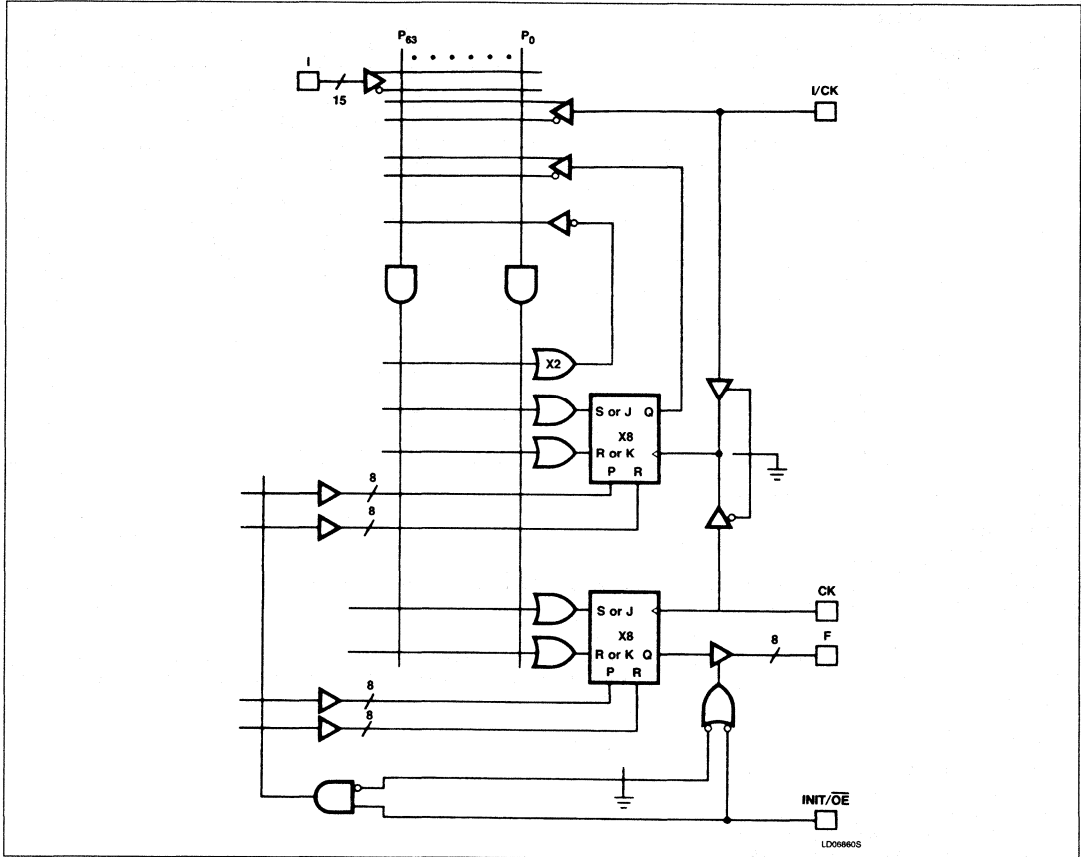 P63 P0
I
15
I/CK
X2
S or J Q
X8
R or K
P R
8
8
CK
S or J
F
X8
8
R or K Q
P R
8
8
INIT/OE
LD06860S